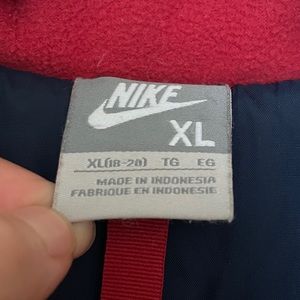 NIKE
XL
XL(18-20) TG EG
MADE IN INDONESIA
FABRIQUE EN INDONESIE